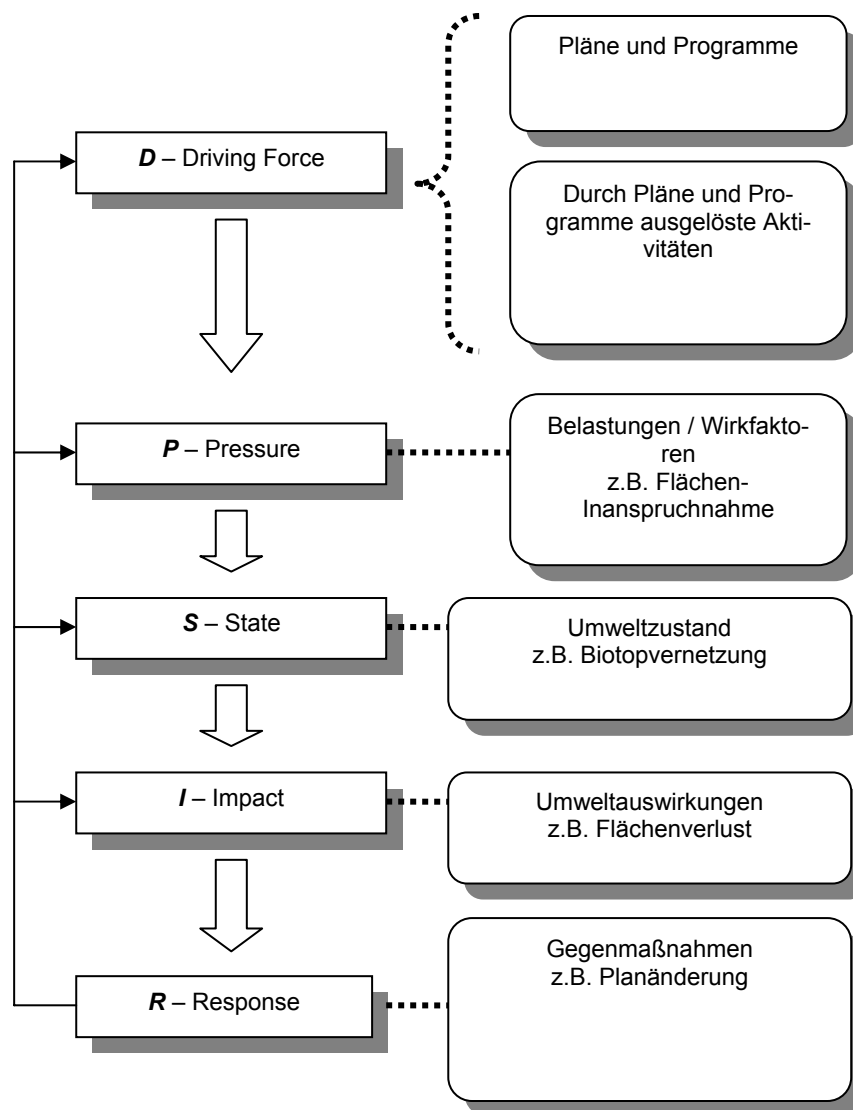 Pläne und Programme
D – Driving Force
Durch Pläne und Pro-
gramme ausgelöste Akti-
vitäten
P – Pressure
Belastungen / Wirkfakto-
ren
z.B. Flächen-
Inanspruchnahme
S – State
Umweltzustand
z.B. Biotopvernetzung
I – Impact
Umweltauswirkungen
z.B. Flächenverlust
R – Response
Gegenmaßnahmen
z.B. Planänderung